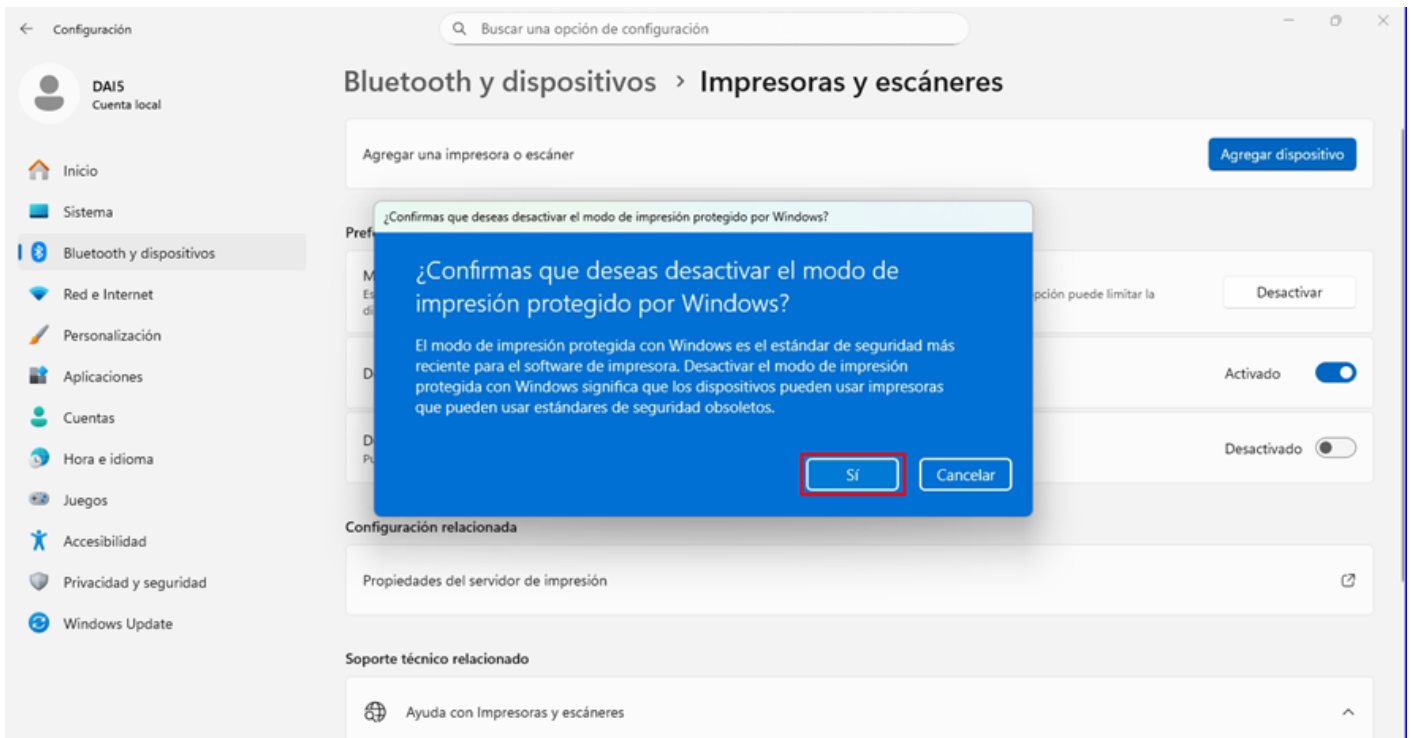 Configuración
Buscar una opción de configuración
DAI5
Cuenta local
Inicio
Sistema
Bluetooth y dispositivos
Red e Internet
Personalización
Aplicaciones
Cuentas
Hora e idioma
Juegos
Accesibilidad
Privacidad y seguridad
Windows Update
Bluetooth y dispositivos > Impresoras y escáneres
Agregar una impresora o escáner
Agregar dispositivo
¿Confirmas que deseas desactivar el modo de impresión protegido por Windows?
¿Confirmas que deseas desactivar el modo de
impresión protegido por Windows?
El modo de impresión protegida con Windows es el estándar de seguridad más
reciente para el software de impresora. Desactivar el modo de impresión
protegida con Windows significa que los dispositivos pueden usar impresoras
que pueden usar estándares de seguridad obsoletos.
Sí
Cancelar
puede limitar la
Desactivar
Activado
Desactivado
Configuración relacionada
Propiedades del servidor de impresión
Soporte técnico relacionado
Ayuda con Impresoras y escáneres